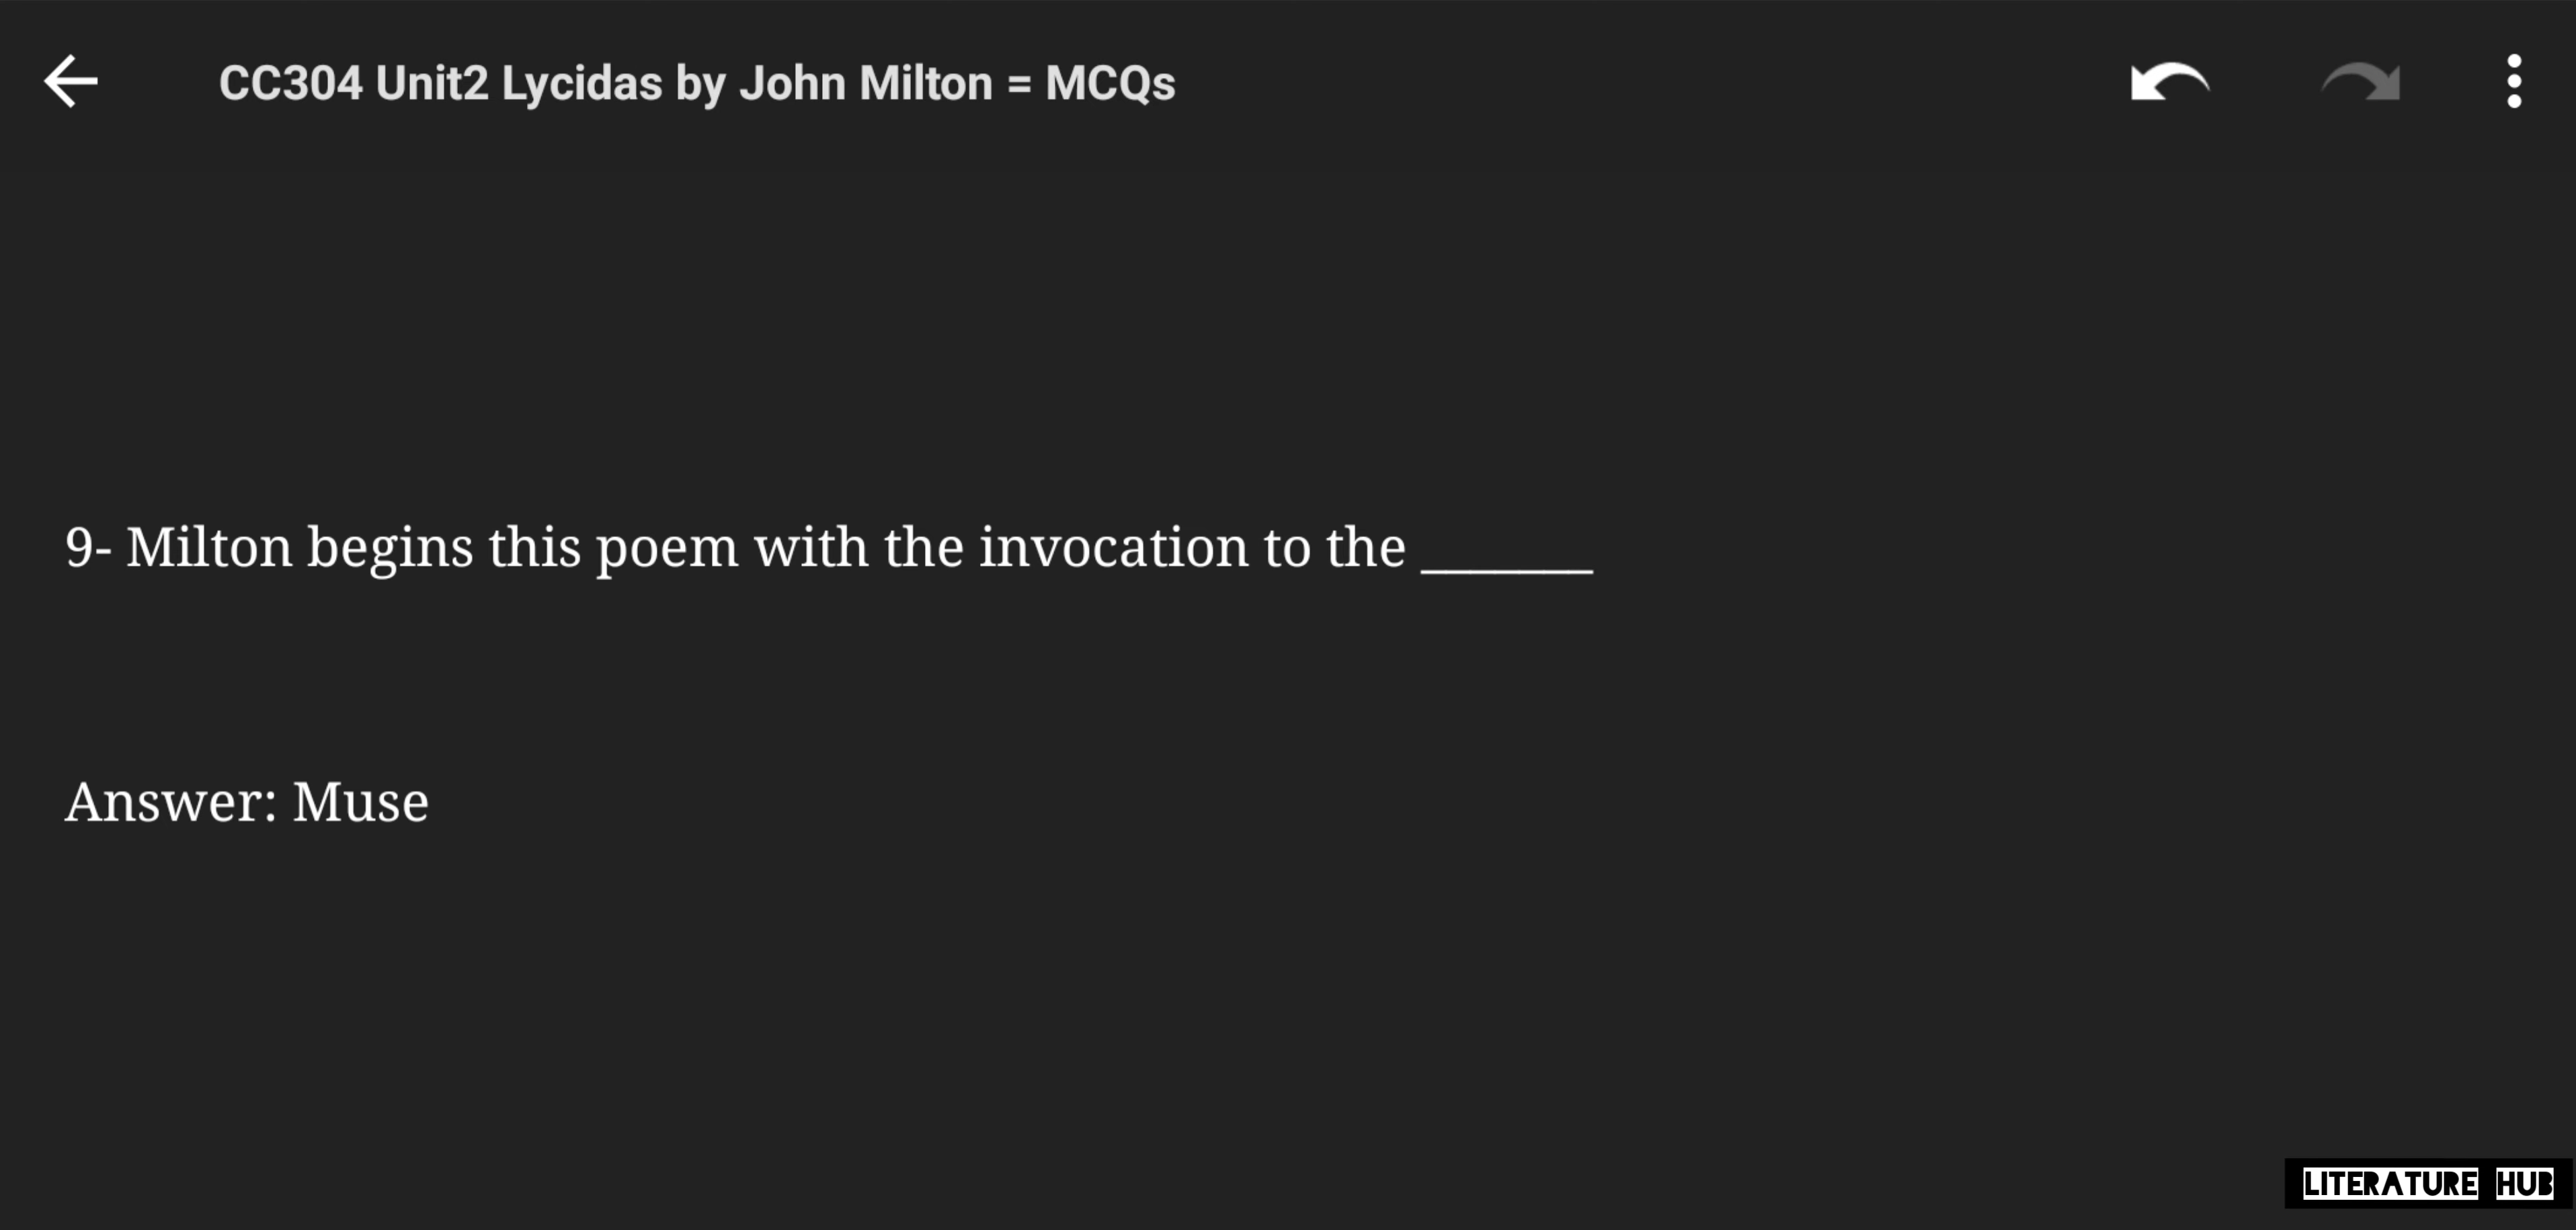 CC304 Unit2 Lycidas by John Milton = MCQs
9- Milton begins this poem with the invocation to the _______
Answer: Muse
LITERATURE HUB